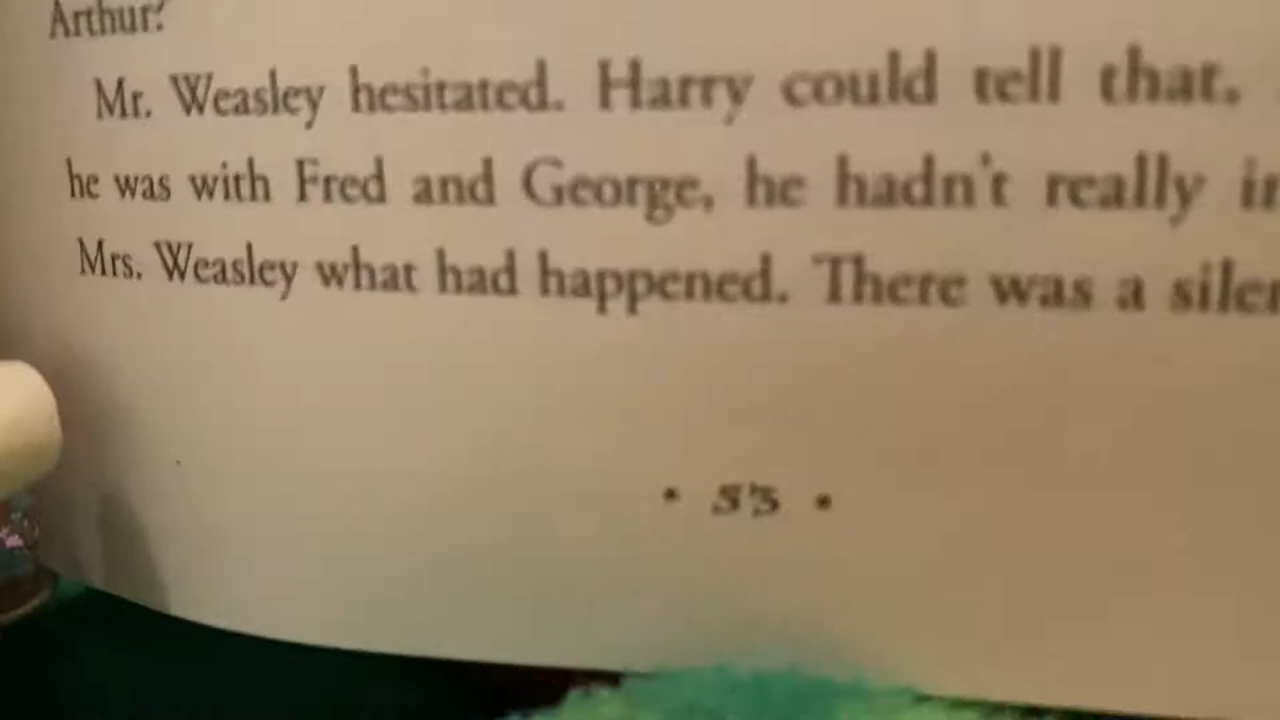 Arthur?
Mr. Weasley hesitated. Harry could tell that,
he was with Fred and George, he hadn't really
Mrs. Weasley what had happened. There was a
• 53 •